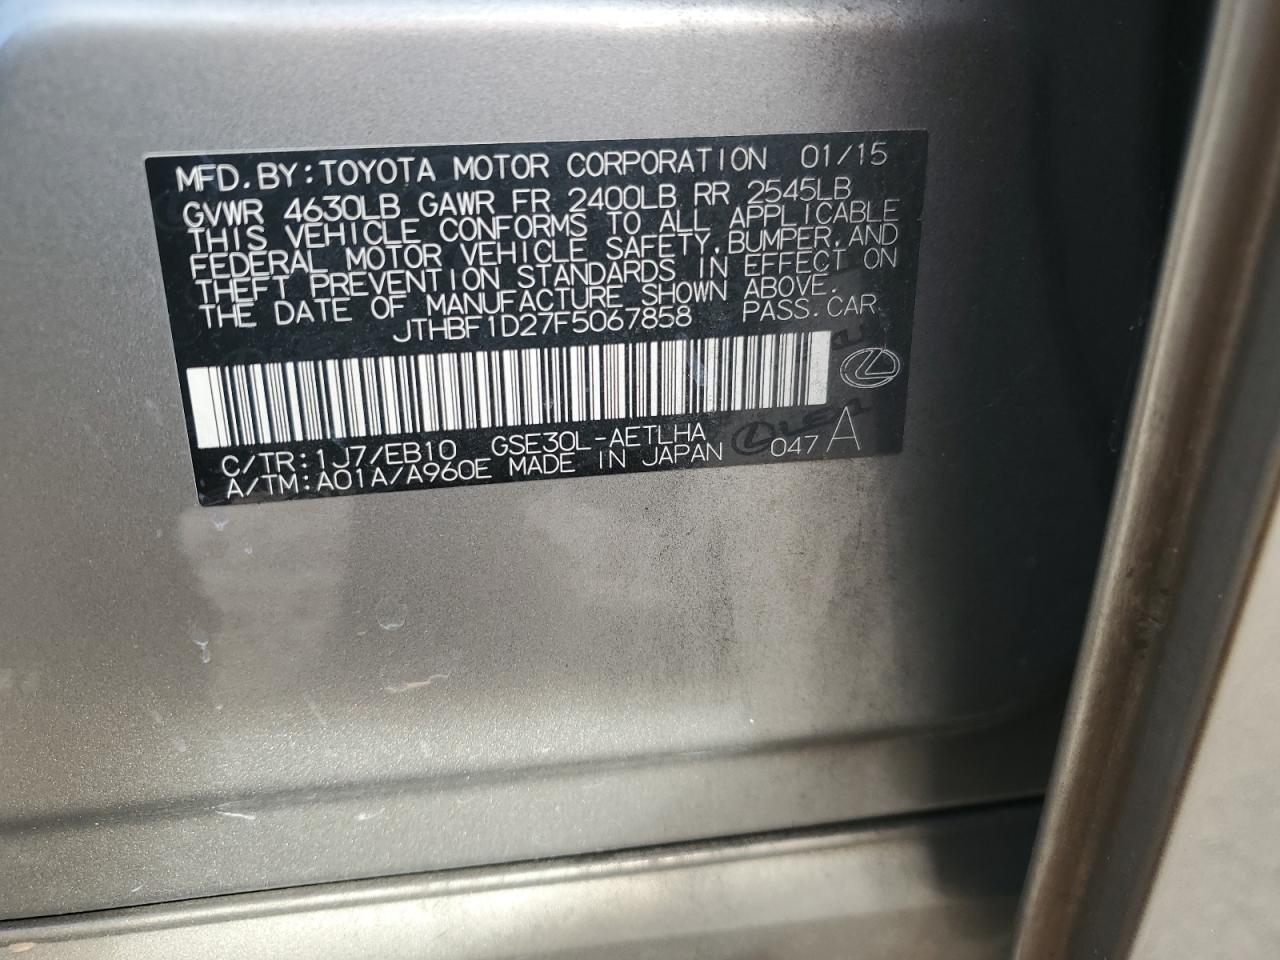 MFD.BY:TOYOTA MOTOR CORPORATION 01/15
GVWR 4630LB GAWR FR 2400LB RR 2545LB
THIS VEHICLE CONFORMS TO ALL APPLICABLE
FEDERAL MOTOR VEHICLE SAFETY,BUMPER,AND
THEFT PREVENTION STANDARDS IN EFFECT ON
THE DATE OF MANUFACTURE SHOWN ABOVE.
JTHBF1D27F5067858 PASS.CAR
C/TR:1J7/EB10 GSE30L-AETLHA
A/TM:A01A/A960E MADE IN JAPAN 047 A